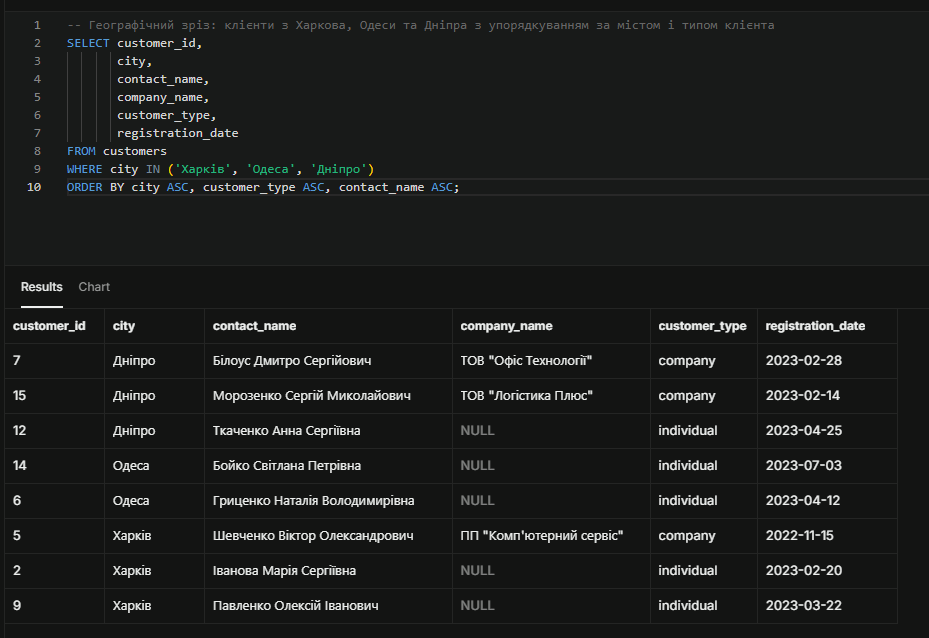 1 -- Географічний зріз: клієнти з Харкова, Одеси та Дніпра з упорядкуванням за містом і типом клієнта
2 SELECT customer_id,
3 city,
4 contact_name,
5 company_name,
6 customer_type,
7 registration_date
8 FROM customers
9 WHERE city IN ('Харків', 'Одеса', 'Дніпро')
10 ORDER BY city ASC, customer_type ASC, contact_name ASC;
Results Chart
customer_id city contact_name company_name customer_type registration_date
7 Дніпро Білоус Дмитро Сергійович ТОВ "Офіс Технології" company 2023-02-28
15 Дніпро Морозенко Сергій Миколайович ТОВ "Логістика Плюс" company 2023-02-14
12 Дніпро Ткаченко Анна Сергіївна NULL individual 2023-04-25
14 Одеса Бойко Світлана Петрівна NULL individual 2023-07-03
6 Одеса Гриценко Наталія Володимирівна NULL individual 2023-04-12
5 Харків Шевченко Віктор Олександрович ПП "Комп'ютерний сервіс" company 2022-11-15
2 Харків Іванова Марія Сергіївна NULL individual 2023-02-20
9 Харків Павленко Олексій Іванович NULL individual 2023-03-22